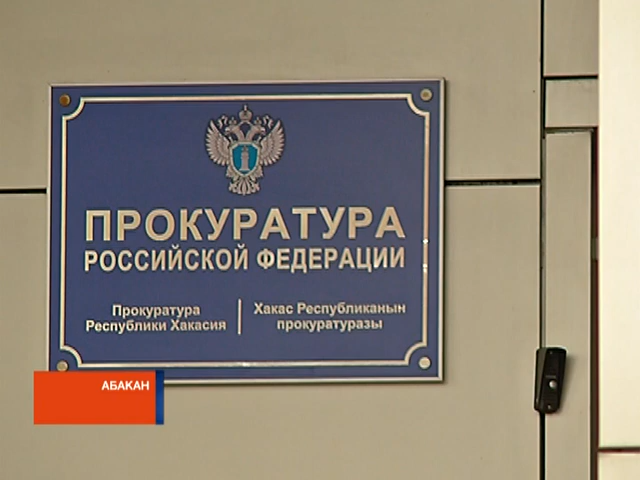 ПРОКУРАТУРА
РОССИЙСКОЙ ФЕДЕРАЦИИ
Прокуратура
Республики Хакасия
Хакас Республиканын
прокуратуразы
АБАКАН